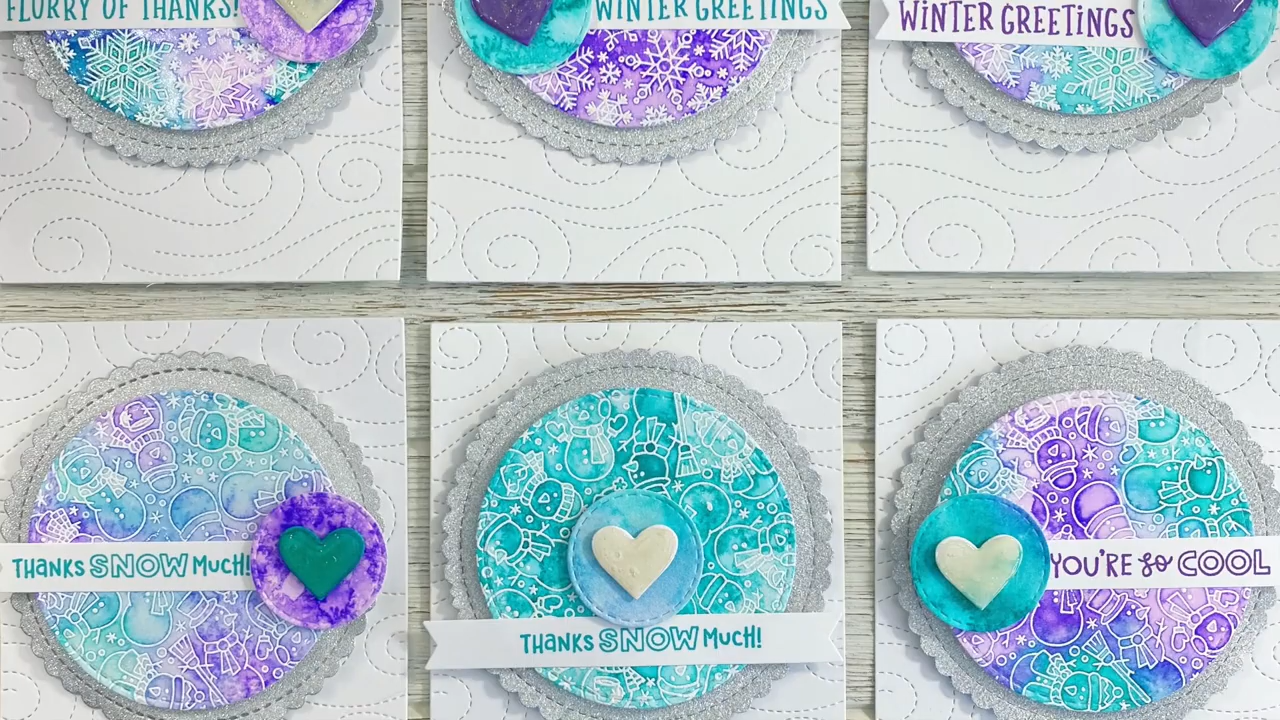 FLURRY OF THANKS!
WINTER GREETINGS
WINTER GREETINGS
THANKS SNOW MUCH!
THANKS SNOW MUCH!
YOU'RE so COOL